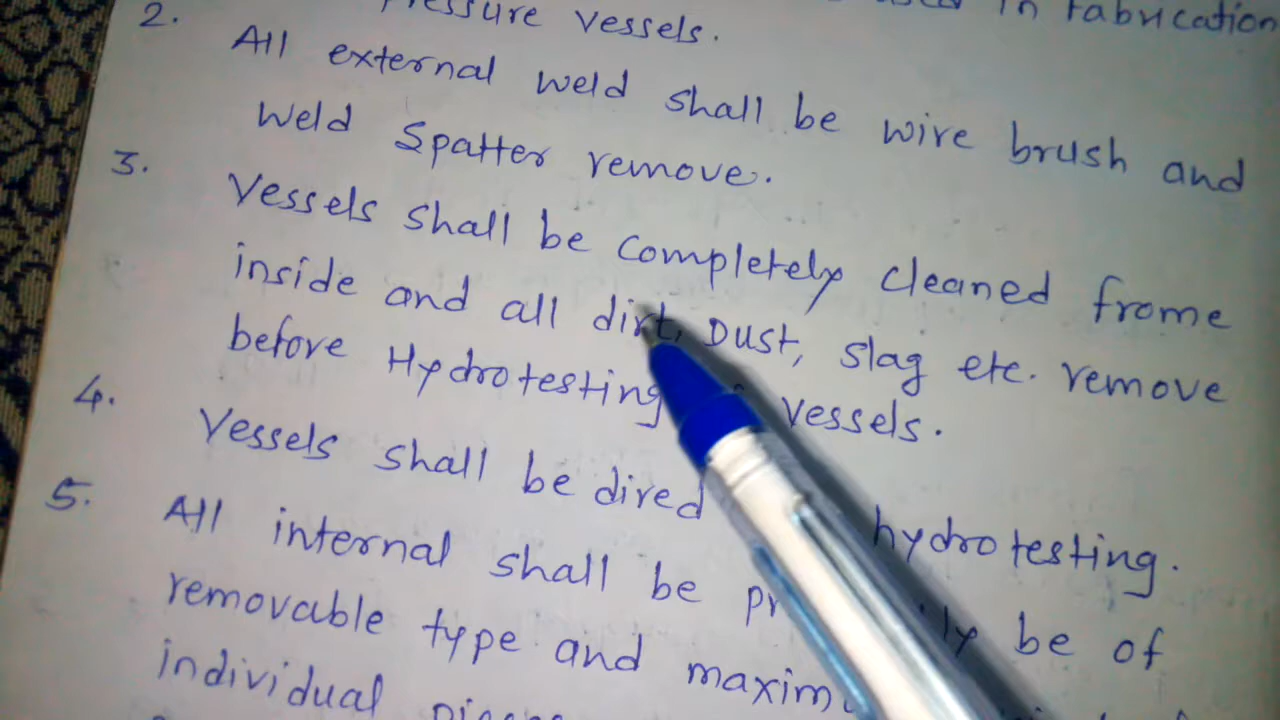 in Fabrication
2. Pressure vessels.
All external weld shall be wire brush and
Weld Spatter remove.
3. Vessels shall be completely cleaned frome
inside and all dirt, Dust, slag etc. remove
before Hydrotesting vessels.
4. Vessels shall be dired hydrotesting.
5. All internal shall be be of
removable type and
individual